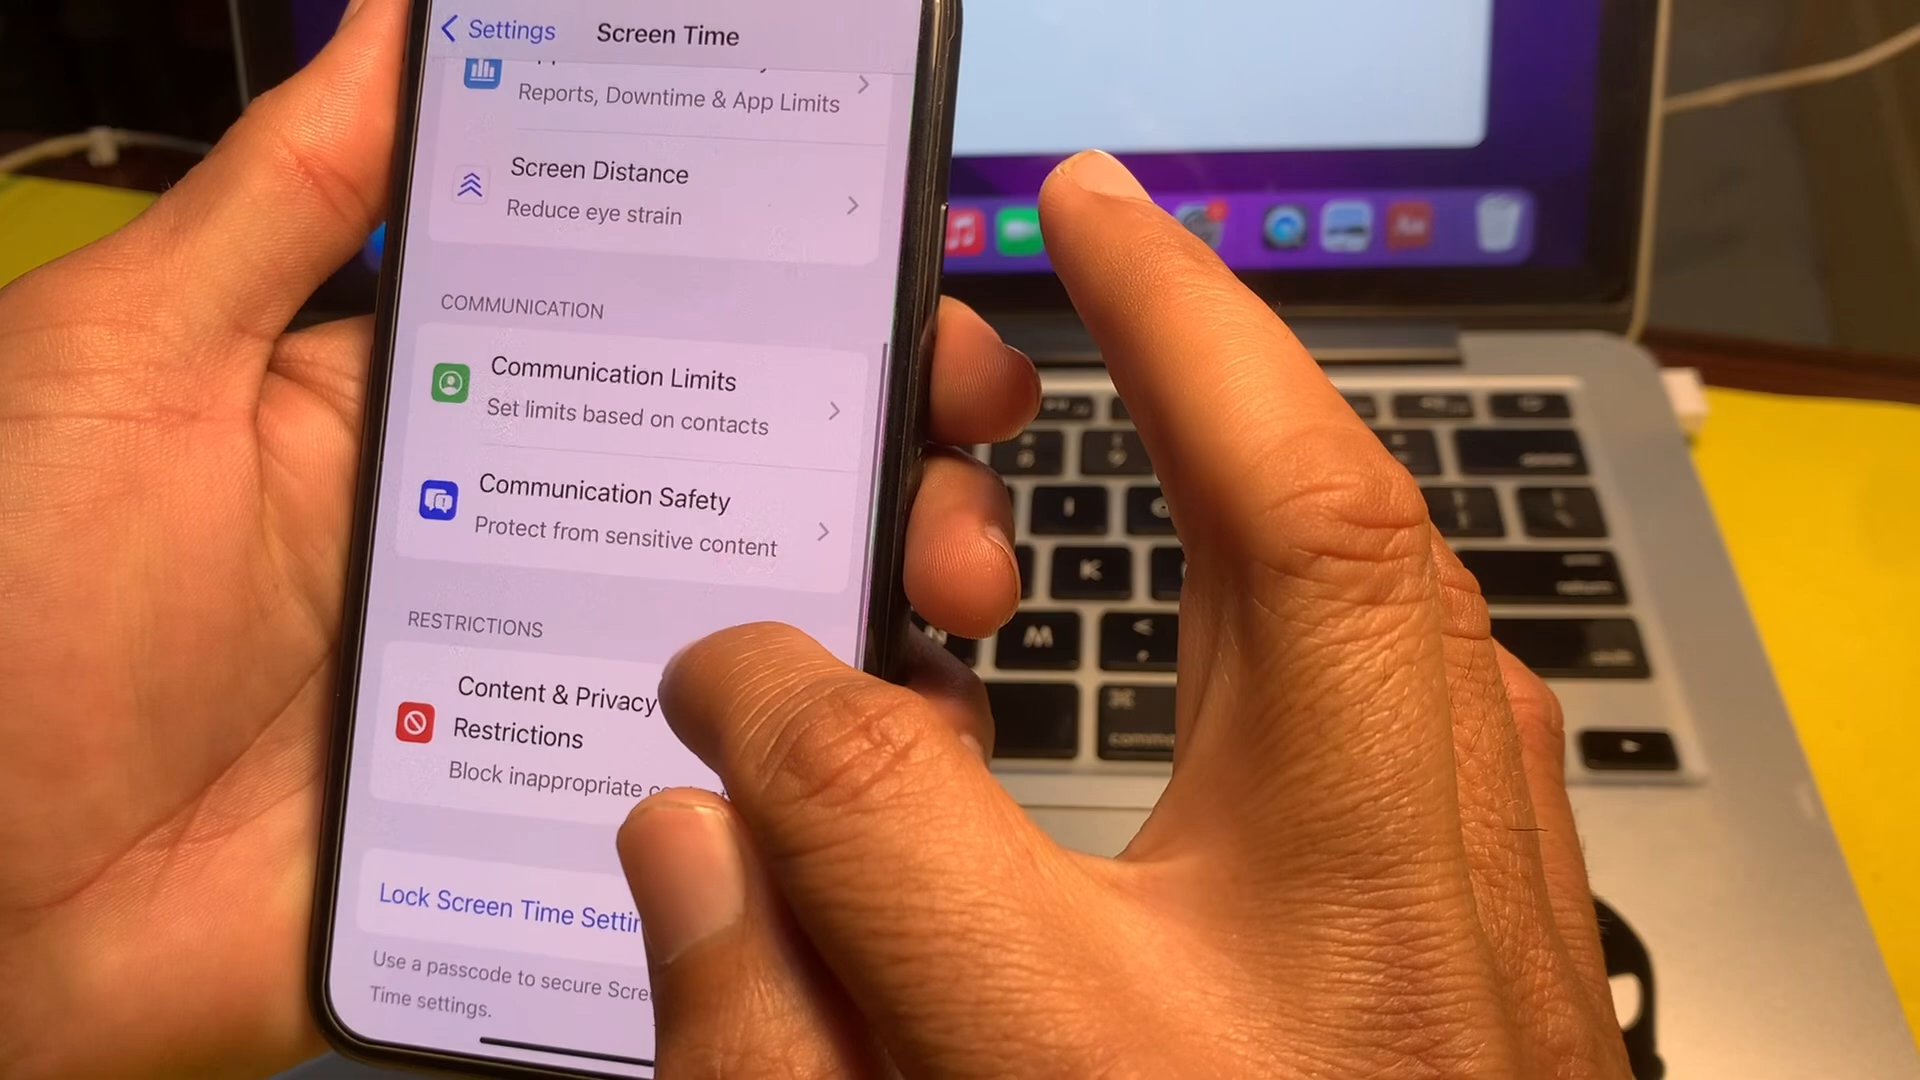 Settings
Screen Time
Reports, Downtime & App Limits
Screen Distance
Reduce eye strain
COMMUNICATION
Communication Limits
Set limits based on contacts
Communication Safety
Protect from sensitive content
RESTRICTIONS
Content & Privacy
Restrictions
Block inappropriate
Lock Screen Time
Use a passcode to secure
Time settings.
K
M
<
,
⌘
return
shift